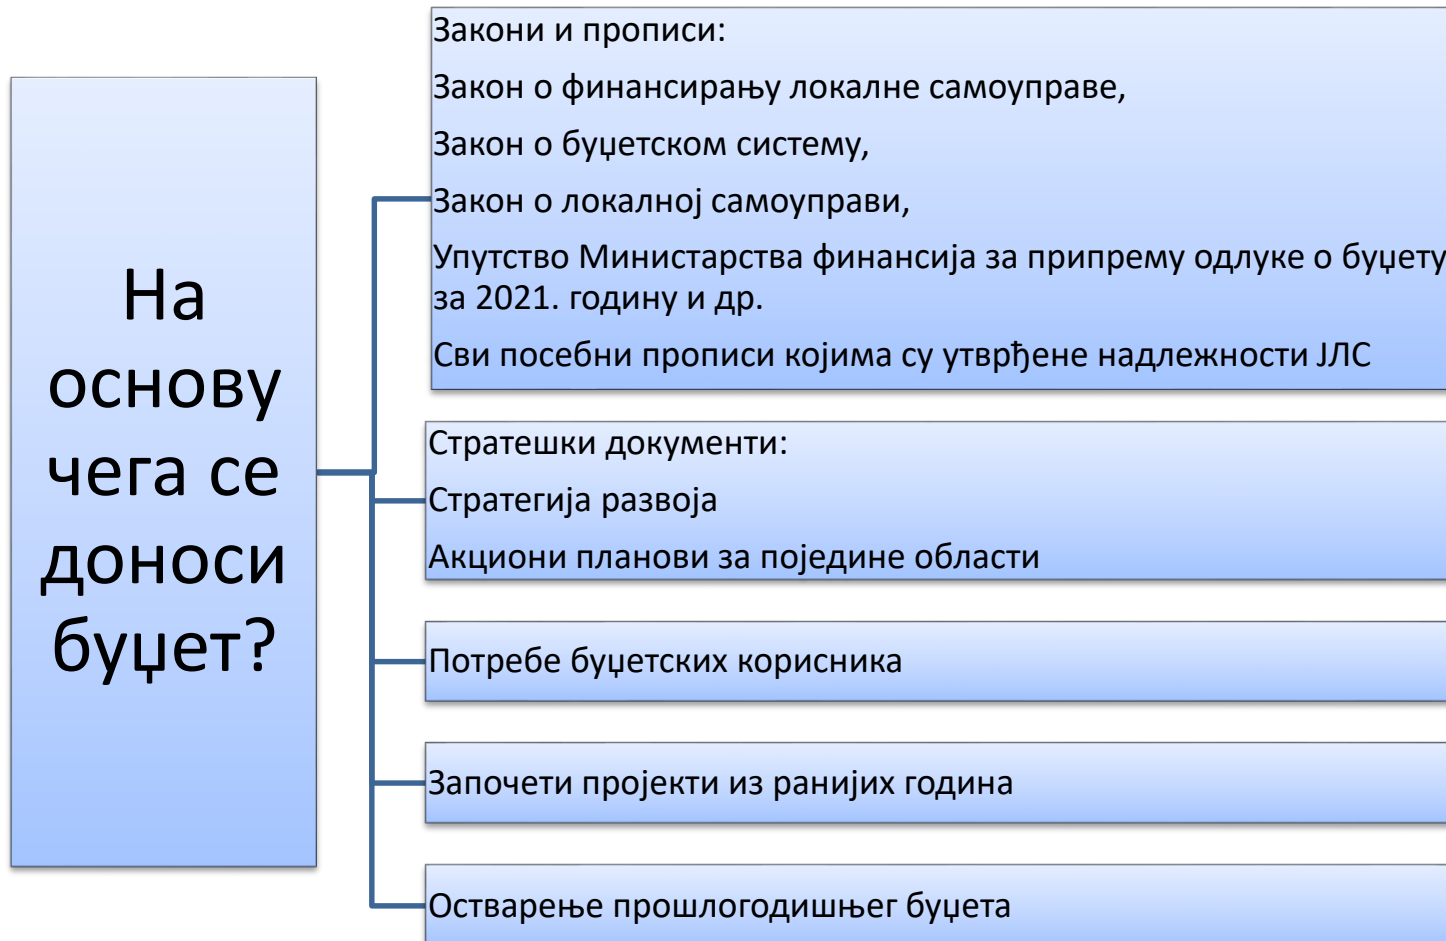 На
основу
чега се
доноси
буџет?
Закони и прописи:
Закон о финансирању локалне самоуправе,
Закон о буџетском систему,
Закон о локалној самоуправи,
Упутство Министарства финансија за припрему одлуке о буџету
за 2021. годину и др.
Сви посебни прописи којима су утврђене надлежности ЈЛС
Стратешки документи:
Стратегија развоја
Акциони планови за поједине области
Потребе буџетских корисника
Започети пројекти из ранијих година
Остварење прошлогодишњег буџета